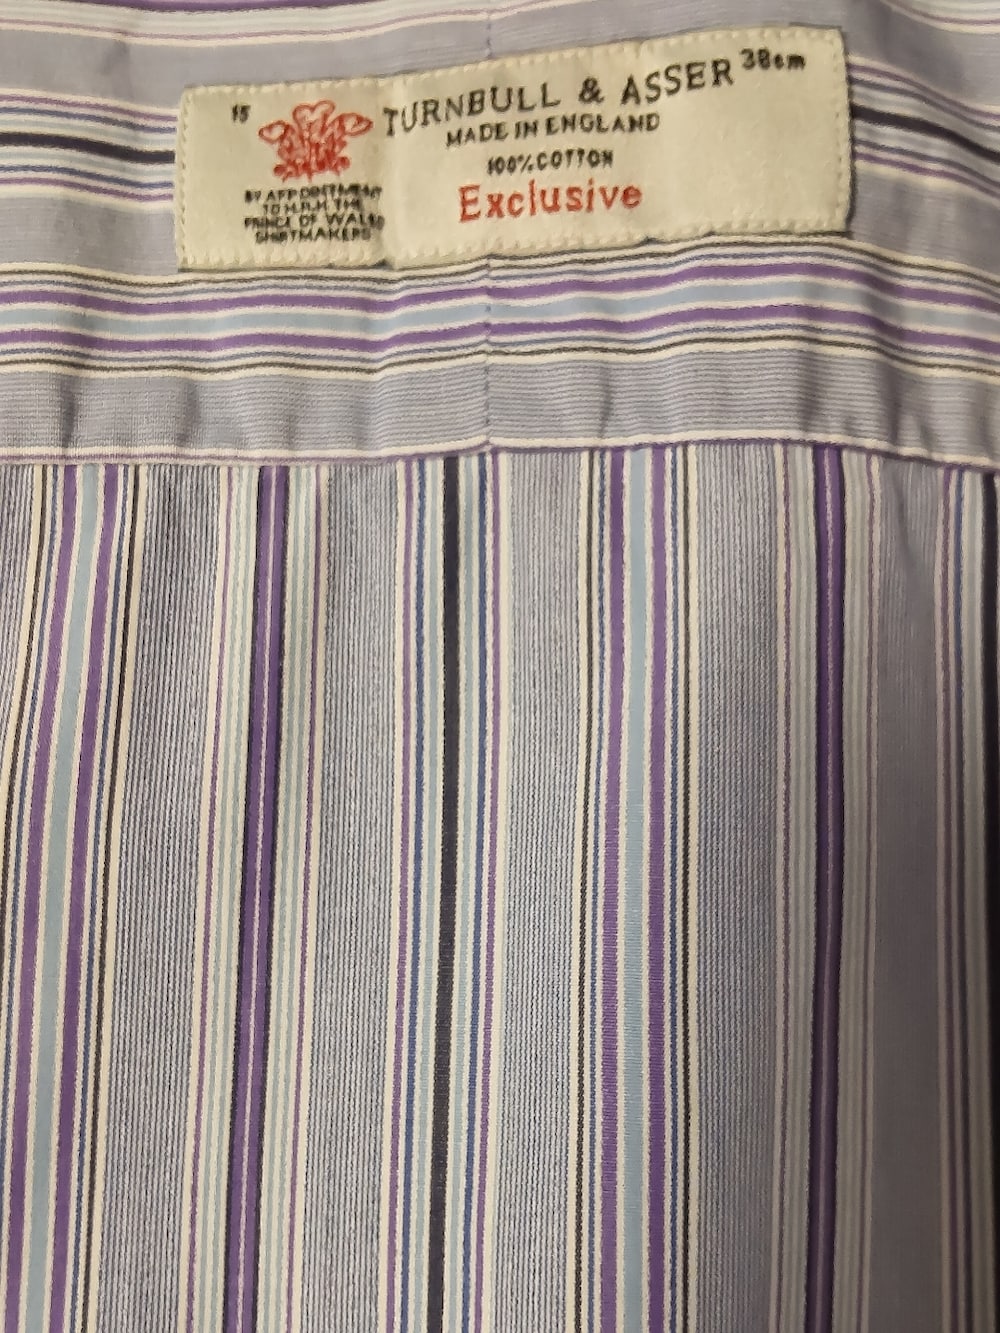 15
TURNBULL & ASSER
38cm
MADE IN ENGLAND
100% COTTON
Exclusive
BY APPOINTMENT
TO H.R.H. THE
PRINCE OF WALES
SHIRTMAKERS